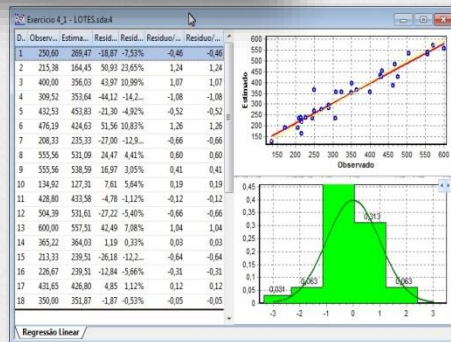 Exercicio 4_1 - LOTES.sda:4
D.. Observ... Estima... Resid... Resid... Residuo/... Residuo/...
1 250,60 269,47 -18,87 -7,53% -0,46 -0,46
2 215,38 164,45 50,93 23,65% 1,24 1,24
3 400,00 356,03 43,97 10,99% 1,07 1,07
4 309,52 353,64 -44,12 -14,2... -1,08 -1,08
5 432,53 453,83 -21,30 -4,92% -0,52 -0,52
6 476,19 424,63 51,56 10,83% 1,26 1,26
7 208,33 235,33 -27,00 -12,9... -0,66 -0,66
8 555,56 531,09 24,47 4,41% 0,60 0,60
9 555,56 538,59 16,97 3,05% 0,41 0,41
10 134,92 127,31 7,61 5,64% 0,19 0,19
11 428,80 433,58 -4,78 -1,12% -0,12 -0,12
12 504,39 531,61 -27,22 -5,40% -0,66 -0,66
13 600,00 557,51 42,49 7,08% 1,04 1,04
14 365,22 364,03 1,19 0,33% 0,03 0,03
15 213,33 239,51 -26,18 -12,2... -0,64 -0,64
16 226,67 239,51 -12,84 -5,66% -0,31 -0,31
17 431,65 426,80 4,85 1,12% 0,12 0,12
18 350,00 351,87 -1,87 -0,53% -0,05 -0,05
Regressão Linear
600
550
500
450
400
350
300
250
200
150
Estimado
150 200 250 300 350 400 450 500 550 600
Observado
0,45
0,4
0,35
0,3
0,25
0,2
0,15
0,1
0,05
0
0,031
0,063
0,313
0,063
-3 -2 -1 0 1 2 3